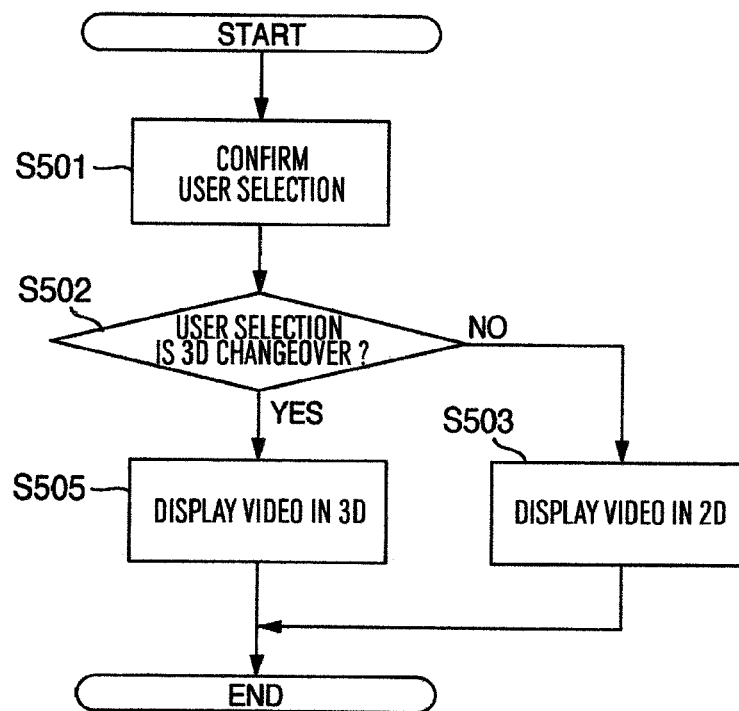 START
S501
CONFIRM
USER SELECTION
S502
USER SELECTION
IS 3D CHANGEOVER ?
NO
YES
S503
S505
DISPLAY VIDEO IN 3D
DISPLAY VIDEO IN 2D
END